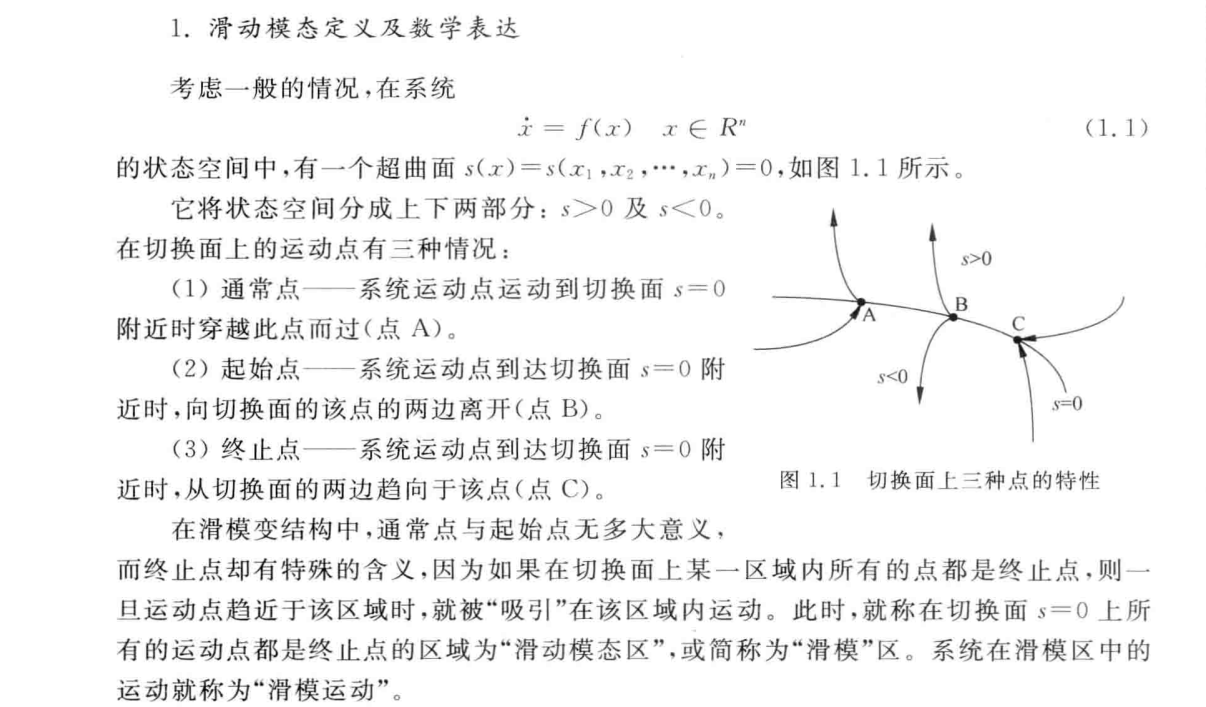 1. 滑动模态定义及数学表达
考虑一般的情况,在系统
ẋ = f(x) x ∈ Rⁿ (1.1)
的状态空间中,有一个超曲面 s(x)=s(x₁,x₂,⋯,xₙ)=0,如图 1.1 所示。
它将状态空间分成上下两部分: s>0 及 s<0。
在切换面上的运动点有三种情况:
(1) 通常点——系统运动点运动到切换面 s=0
附近时穿越此点而过(点 A)。
(2) 起始点——系统运动点到达切换面 s=0 附
近时,向切换面的该点的两边离开(点 B)。
(3) 终止点——系统运动点到达切换面 s=0 附
近时,从切换面的两边趋向于该点(点 C)。
s>0
A
B
C
s<0
s=0
图 1.1 切换面上三种点的特性
在滑模变结构中,通常点与起始点无多大意义,
而终止点却有特殊的含义,因为如果在切换面上某一区域内所有的点都是终止点,则一
旦运动点趋近于该区域时,就被“吸引”在该区域内运动。此时,就称在切换面 s=0 上所
有的运动点都是终止点的区域为“滑动模态区”,或简称为“滑模”区。系统在滑模区中的
运动就称为“滑模运动”。